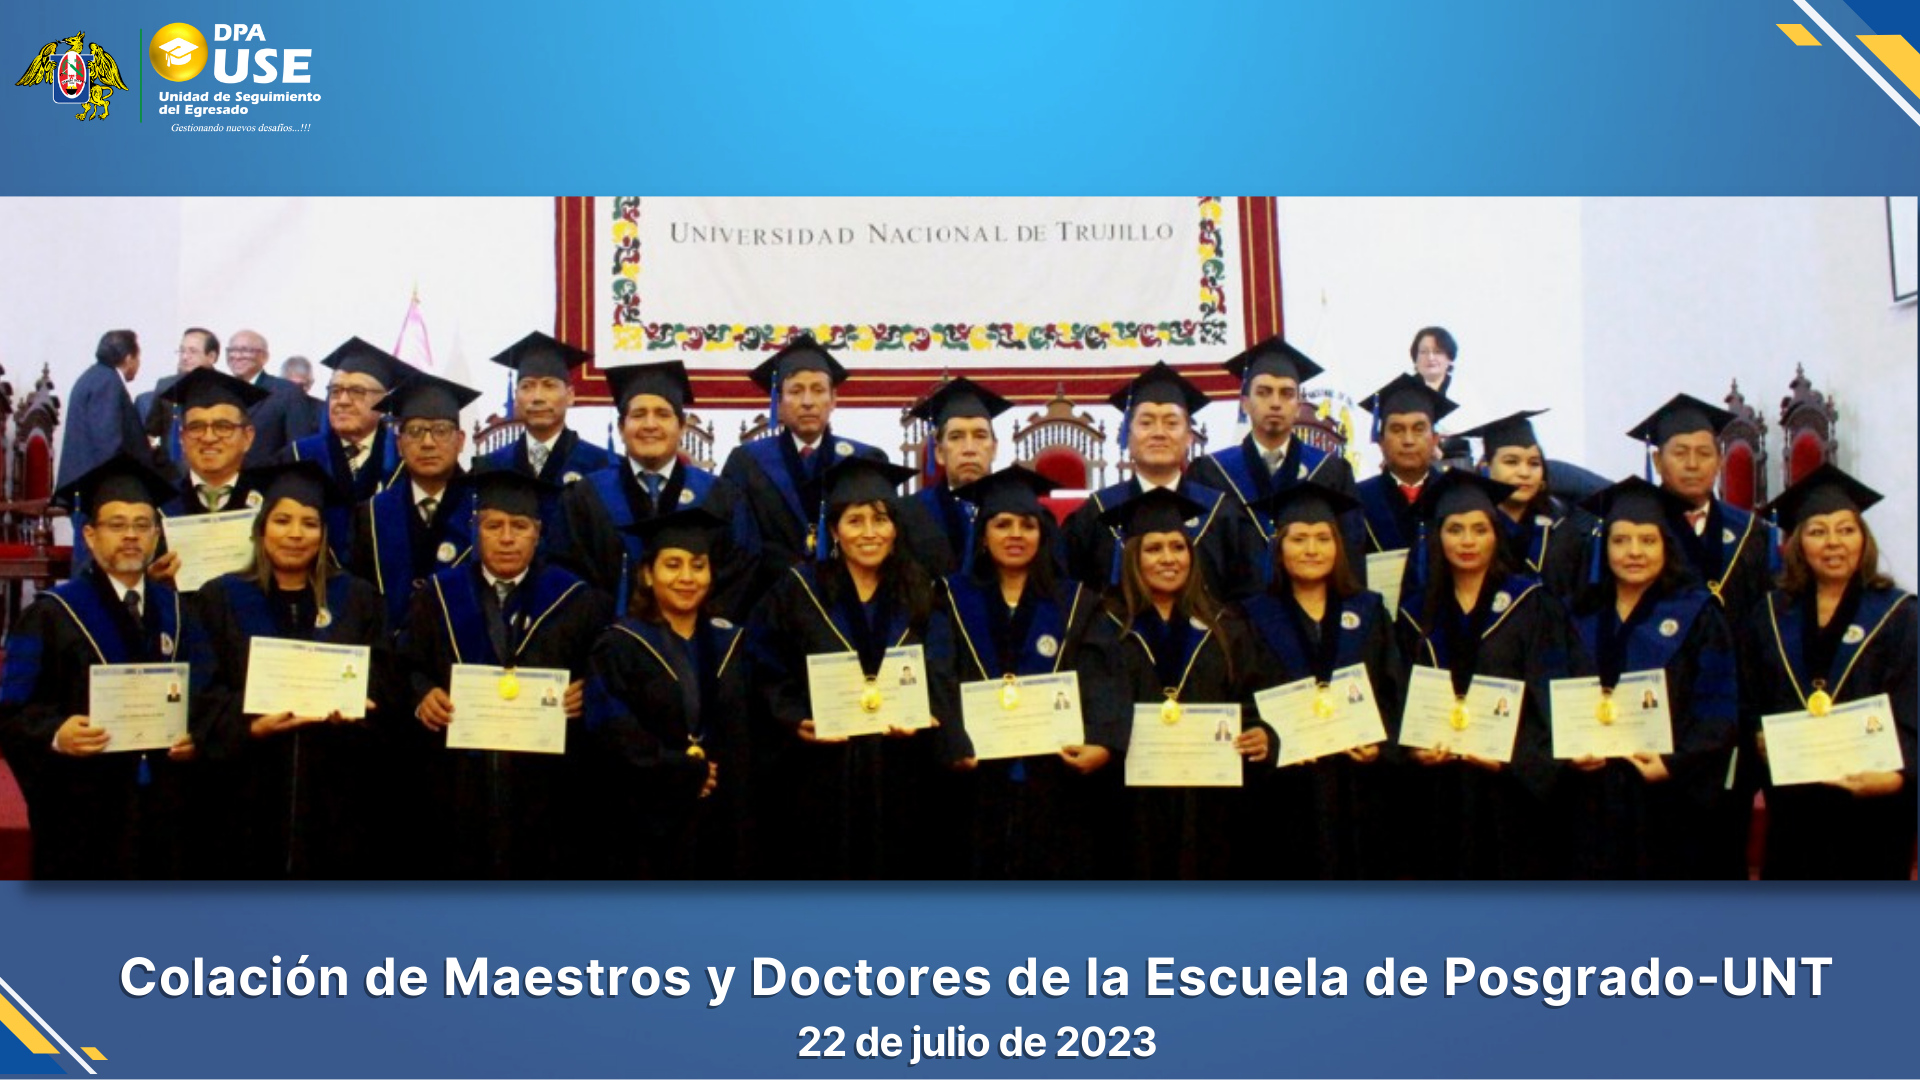 DPA
USE
Unidad de Seguimiento
del Egresado
Gestionando nuevos desafíos...!!!
UNIVERSIDAD NACIONAL DE TRUJILLO
Colación de Maestros y Doctores de la Escuela de Posgrado-UNT
22 de julio de 2023